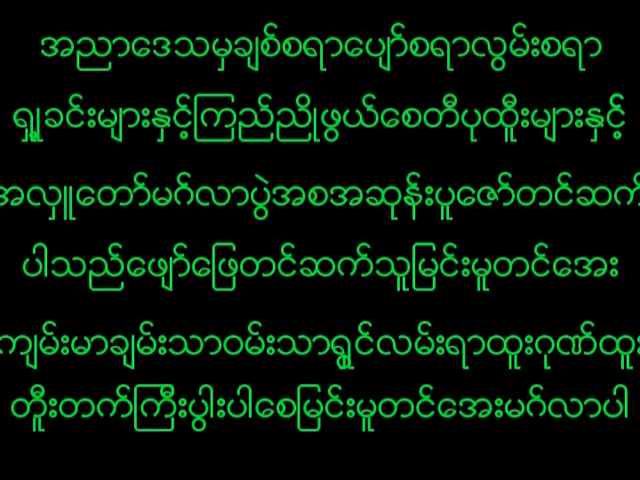 အညာဒေသမှချစ်စရာပျော်စရာလွမ်းစရာ
ရှု့ခင်းများနှင့်ကြည်ညိုဖွယ်စေတီပုထိူးများနှင့်
အလှူတော်မဂ်လာပွဲအစအဆုန်းပူဇော်တင်ဆက်
ပါသည်ဖျော်ဖြေတင်ဆက်သူမြင်းမူတင်အေး
ကျမ်းမာချမ်းသာဝမ်းသာရွှင်လမ်းရာထူးဂုဏ်ထူး
တိူးတက်ကြီးပွါးပါစေမြင်းမူတင်အေးမဂ်လာပါ